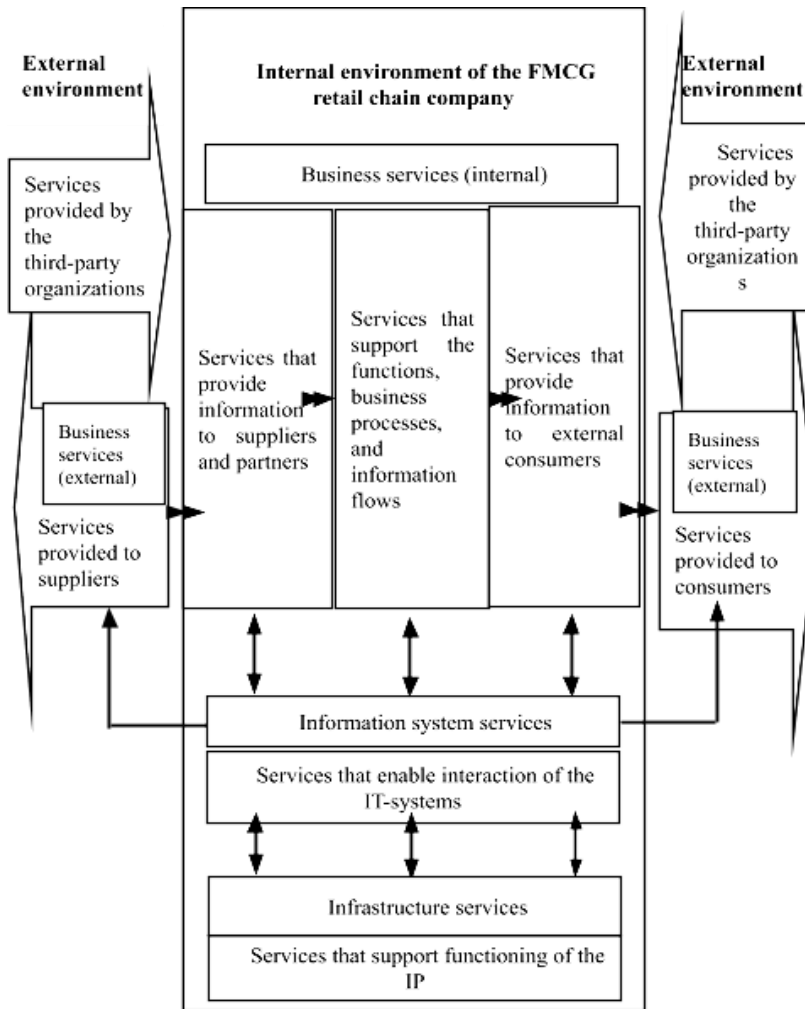 External
environment
Internal environment of the FMCG
retail chain company
External
environment
Business services (internal)
Services
provided by
the
third-party
organizations
Services
provided by
the
third-party
organization
s
Services that
provide
information
to suppliers
and partners
Services that
support the
functions,
business
processes,
and
information
flows
Services that
provide
information
to external
consumers
Business
services
(external)
Services
provided to
suppliers
Business
services
(external)
Services
provided to
consumers
Information system services
Services that enable interaction of the
IT-systems
Infrastructure services
Services that support functioning of the
IP